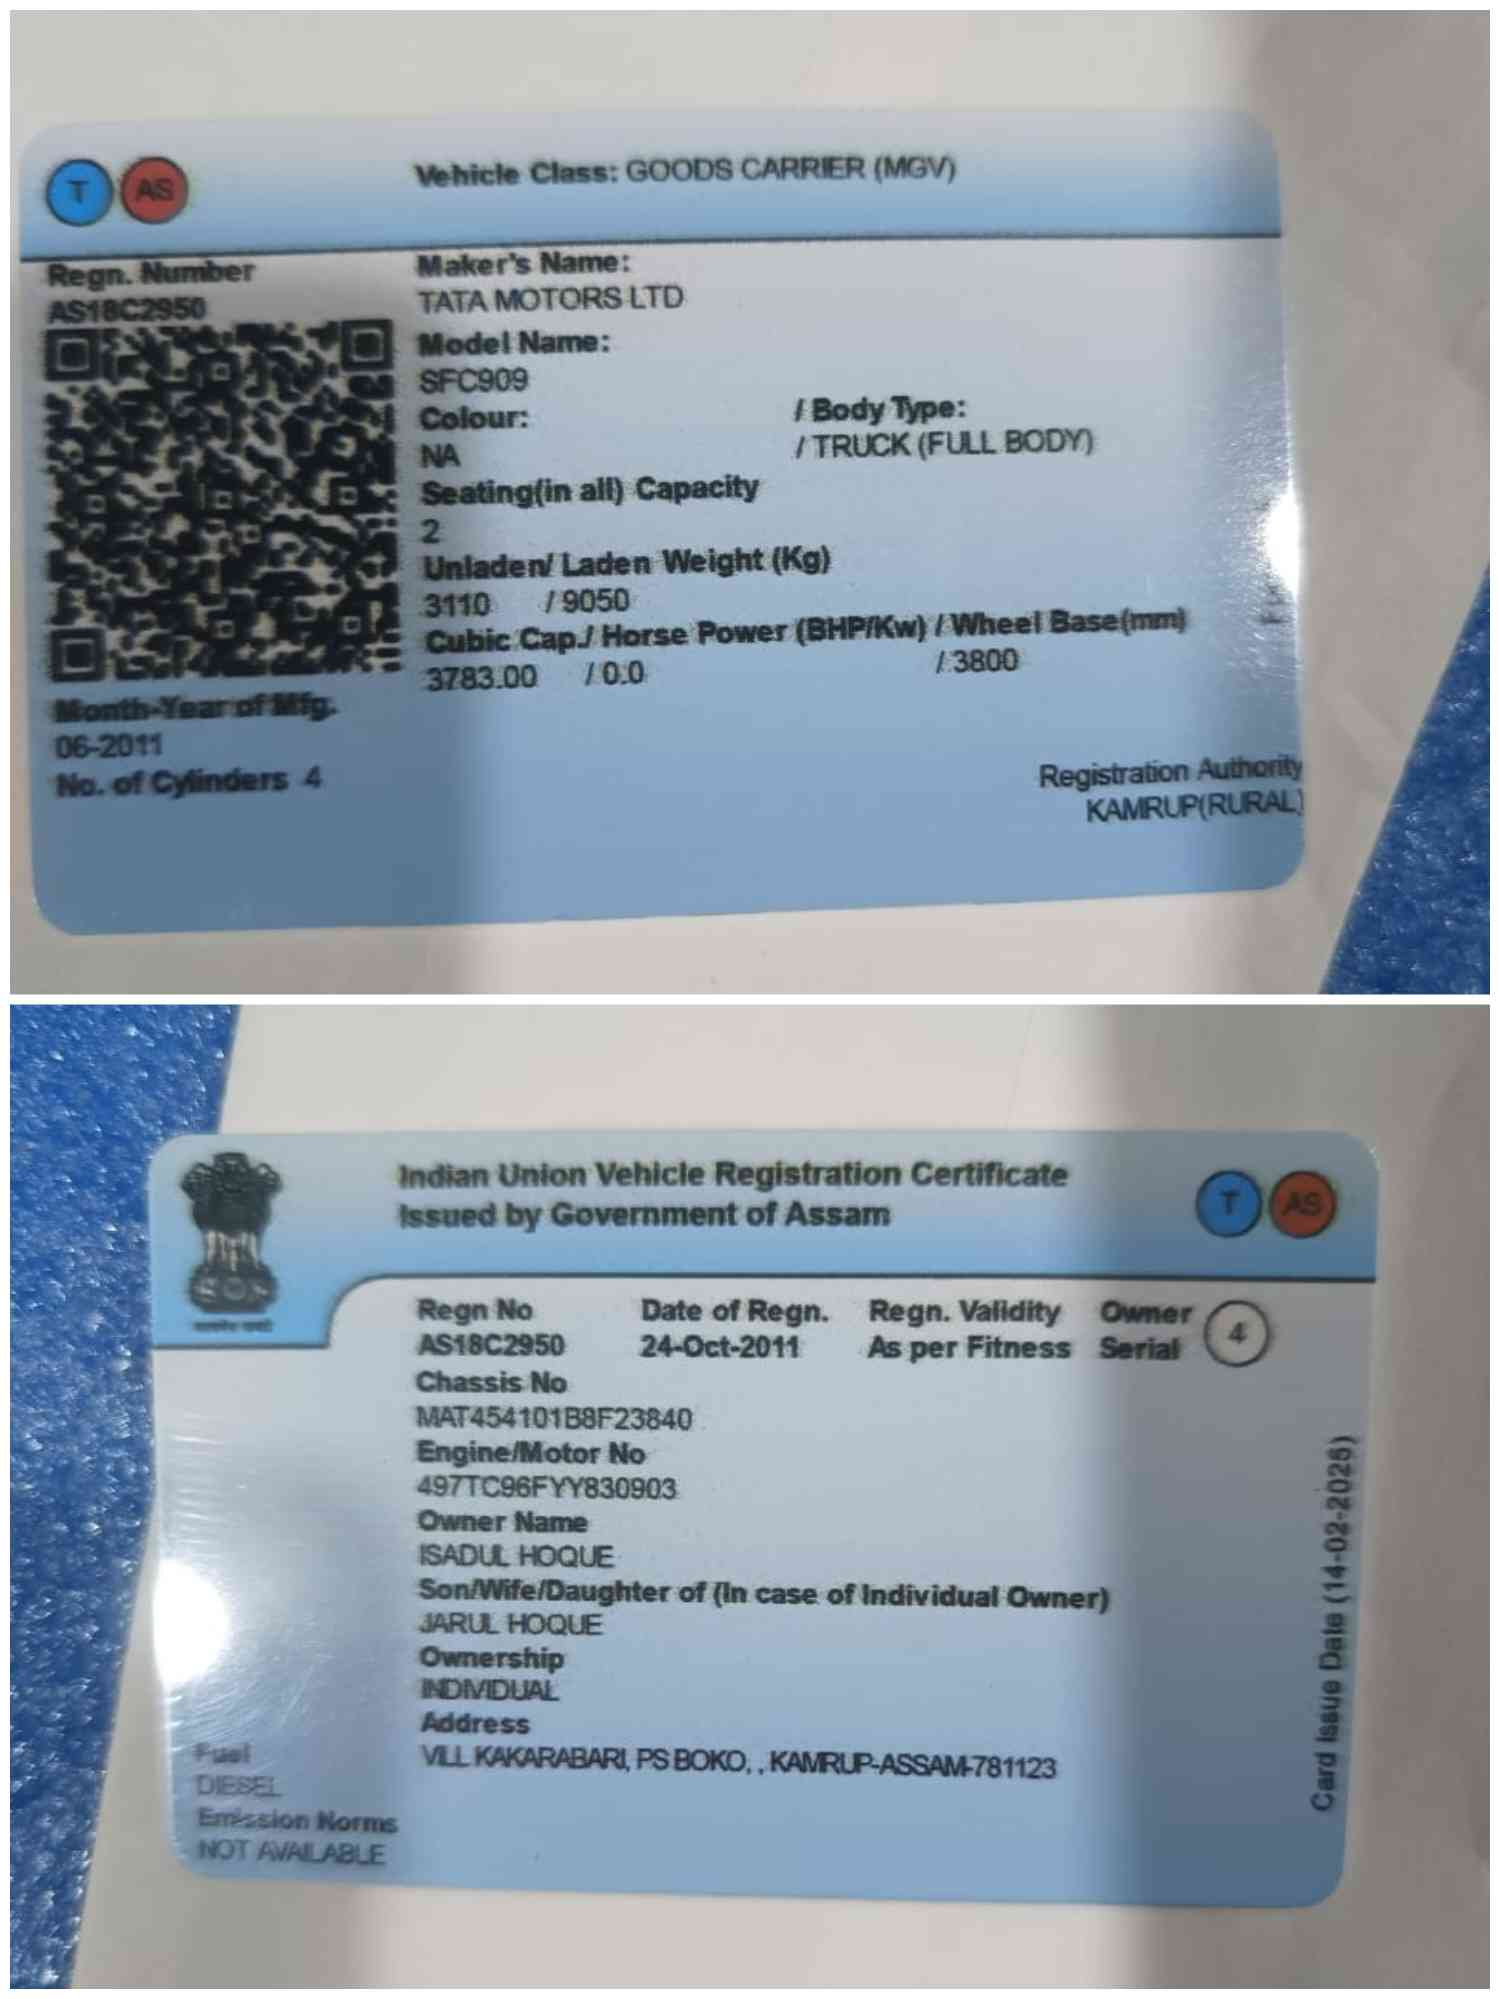 T AS
Vehicle Class: GOODS CARRIER (MGV)
Regn. Number
AS18C2950
Month-Year of Mfg.
06-2011
No. of Cylinders 4
Maker's Name:
TATA MOTORS LTD
Model Name:
SFC909
Colour: / Body Type:
NA / TRUCK (FULL BODY)
Seating(in all) Capacity
2
Unladen/ Laden Weight (Kg)
3110 / 9050
Cubic Cap./ Horse Power (BHP/Kw) / Wheel Base(mm)
3783.00 / 0.0 / 3800
Registration Authority
KAMRUP(RURAL)
Indian Union Vehicle Registration Certificate
Issued by Government of Assam
T AS
Regn No Date of Regn. Regn. Validity Owner
AS18C2950 24-Oct-2011 As per Fitness Serial 4
Chassis No
MAT454101B8F23840
Engine/Motor No
497TC96FYY830903
Owner Name
ISADUL HOQUE
Son/Wife/Daughter of (In case of Individual Owner)
JARUL HOQUE
Ownership
INDIVIDUAL
Address
VILL KAKARABARI, PS BOKO, , KAMRUP-ASSAM-781123
Fuel
DIESEL
Emission Norms
NOT AVAILABLE
Card Issue Date (14-02-2025)